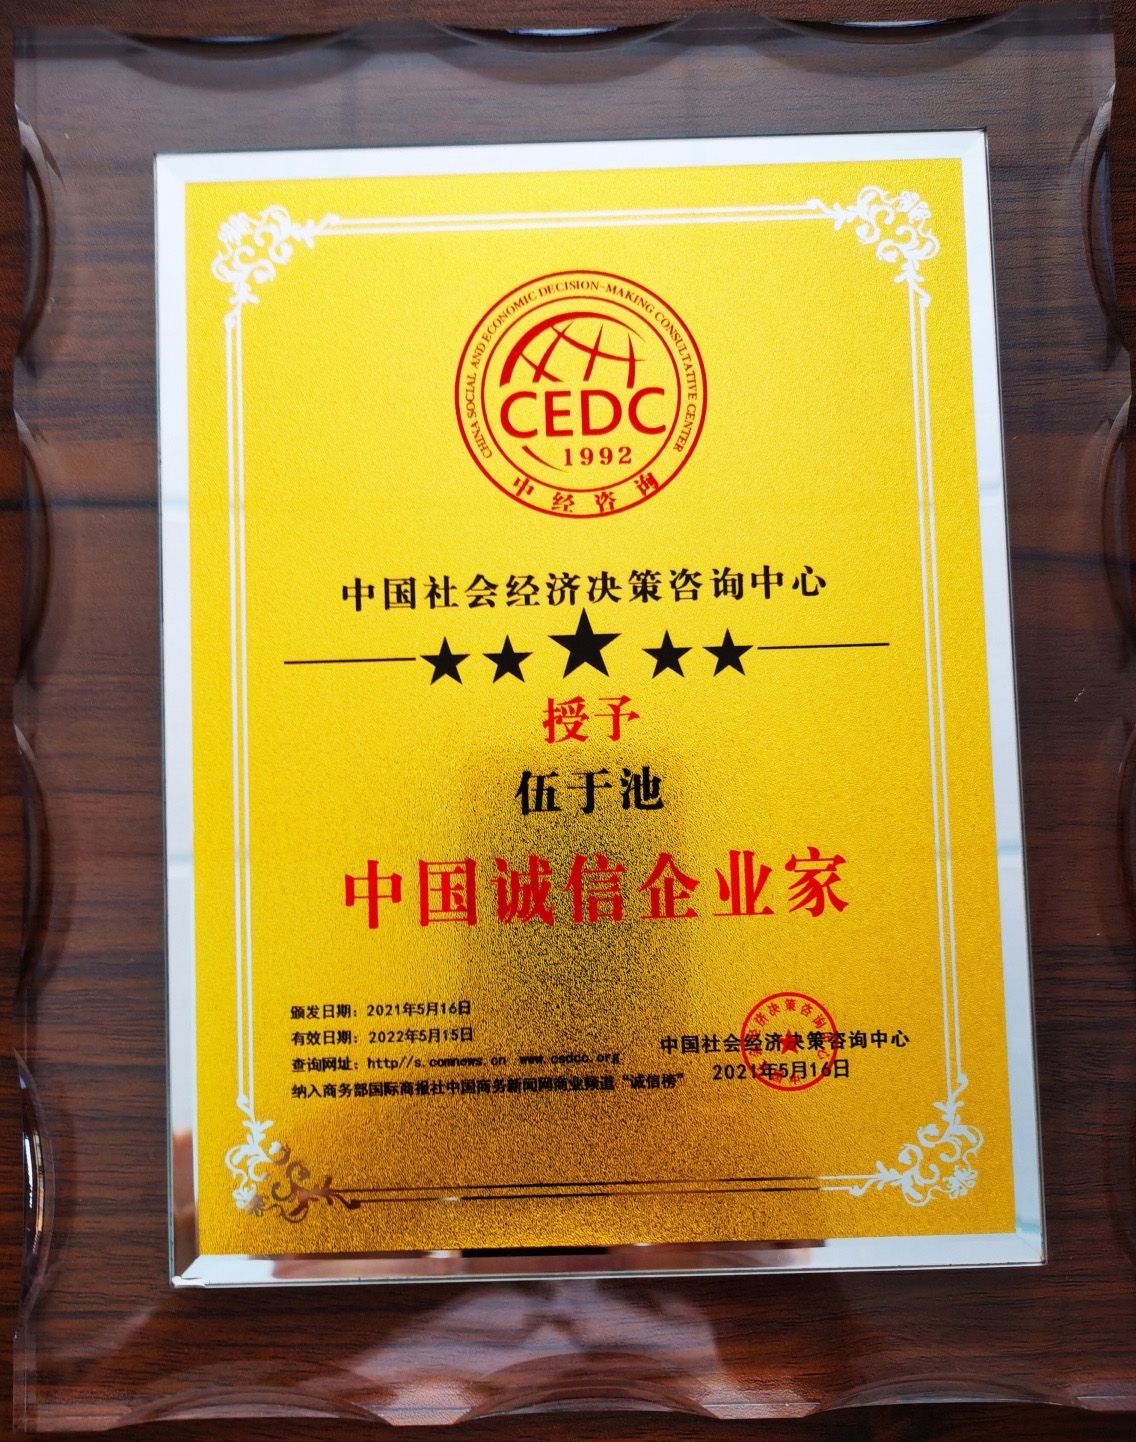 CHINA SOCIAL AND ECONOMIC DECISION-MAKING CONSULTATIVE CENTER
CEDC
1992
中经咨询
中国社会经济决策咨询中心
授予
伍于池
中国诚信企业家
颁发日期：2021年5月16日
有效日期：2022年5月15日
查询网址：http//s.comnews.cn www.cedcc.org
纳入商务部国际商报社中国商务新闻网商业频道“诚信榜”
中国社会经济决策咨询中心
2021年5月16日